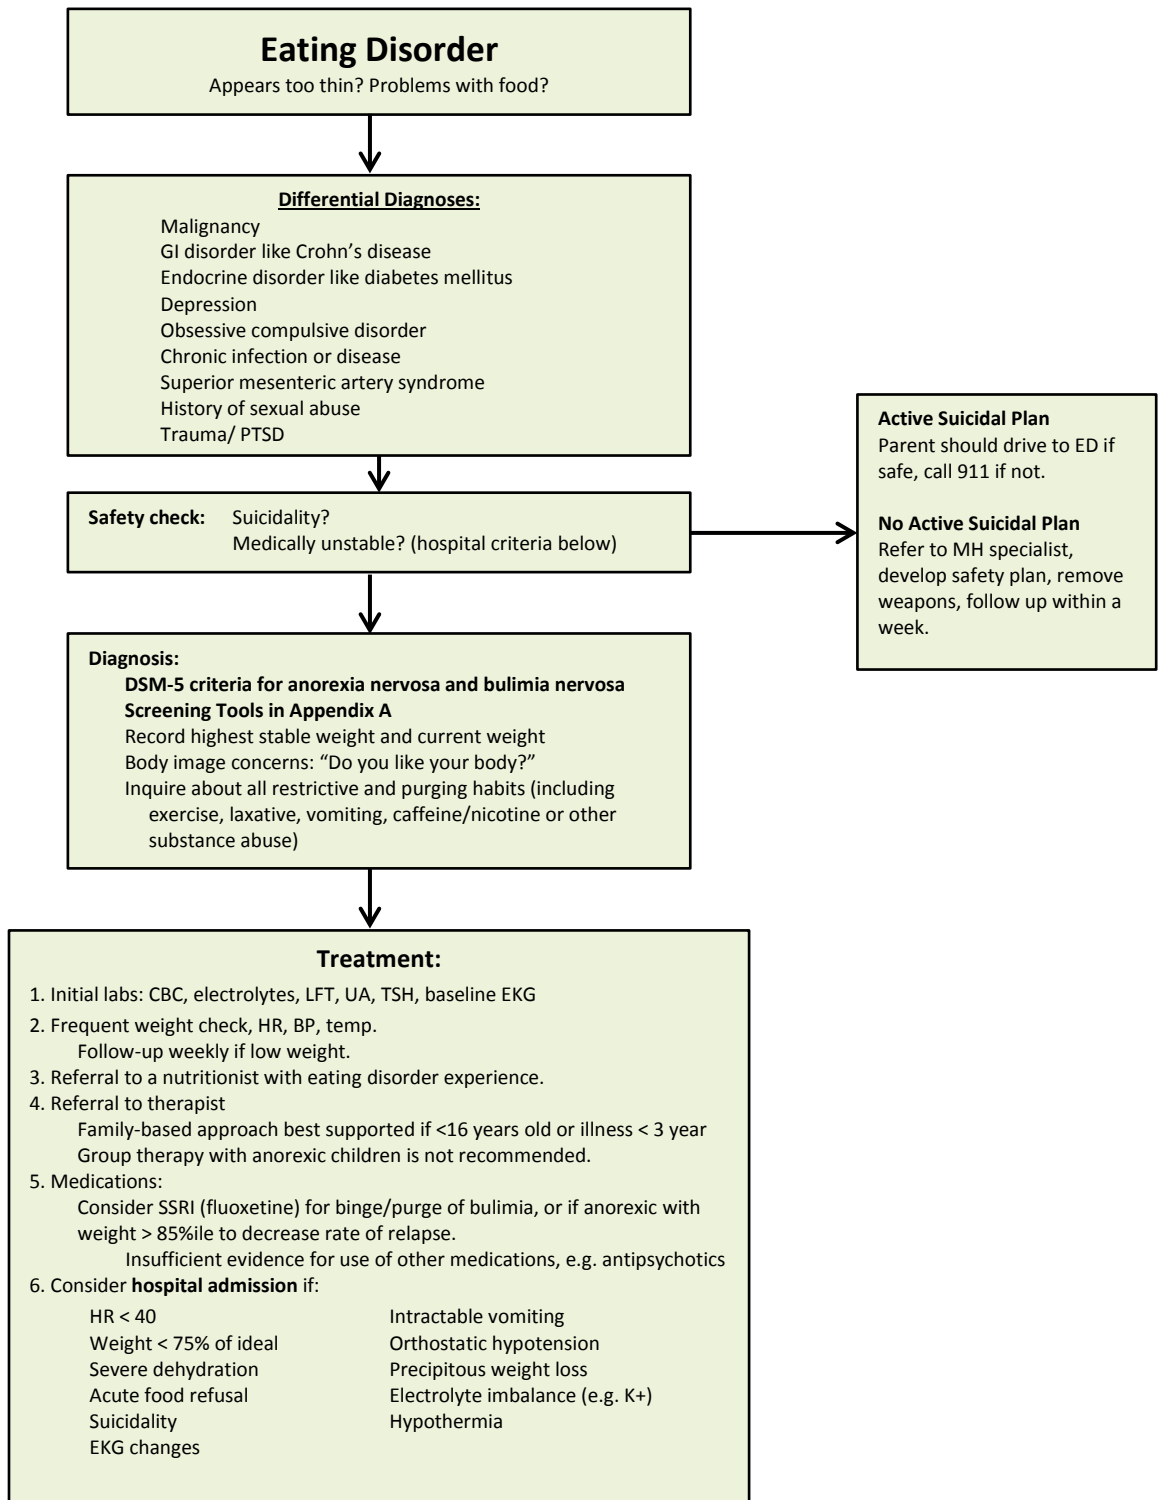 Eating Disorder
Appears too thin? Problems with food?
Differential Diagnoses:
Malignancy
GI disorder like Crohn’s disease
Endocrine disorder like diabetes mellitus
Depression
Obsessive compulsive disorder
Chronic infection or disease
Superior mesenteric artery syndrome
History of sexual abuse
Trauma/ PTSD
Safety check: Suicidality?
Medically unstable? (hospital criteria below)
Active Suicidal Plan
Parent should drive to ED if
safe, call 911 if not.
No Active Suicidal Plan
Refer to MH specialist,
develop safety plan, remove
weapons, follow up within a
week.
Diagnosis:
DSM-5 criteria for anorexia nervosa and bulimia nervosa
Screening Tools in Appendix A
Record highest stable weight and current weight
Body image concerns: “Do you like your body?”
Inquire about all restrictive and purging habits (including
exercise, laxative, vomiting, caffeine/nicotine or other
substance abuse)
Treatment:
1. Initial labs: CBC, electrolytes, LFT, UA, TSH, baseline EKG
2. Frequent weight check, HR, BP, temp.
Follow-up weekly if low weight.
3. Referral to a nutritionist with eating disorder experience.
4. Referral to therapist
Family-based approach best supported if <16 years old or illness < 3 year
Group therapy with anorexic children is not recommended.
5. Medications:
Consider SSRI (fluoxetine) for binge/purge of bulimia, or if anorexic with
weight > 85%ile to decrease rate of relapse.
Insufficient evidence for use of other medications, e.g. antipsychotics
6. Consider hospital admission if:
HR < 40
Weight < 75% of ideal
Severe dehydration
Acute food refusal
Suicidality
EKG changes
Intractable vomiting
Orthostatic hypotension
Precipitous weight loss
Electrolyte imbalance (e.g. K+)
Hypothermia